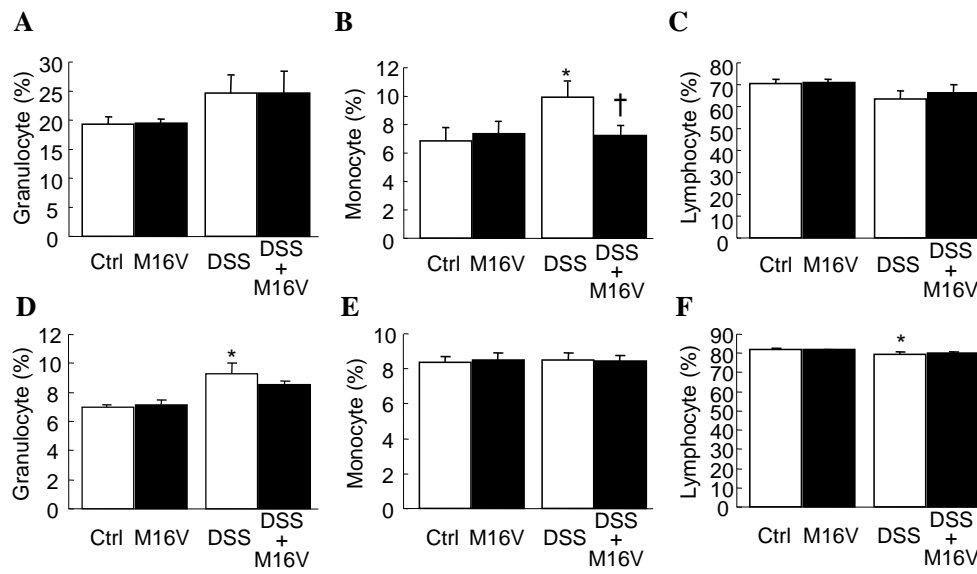 A
Granulocyte (%)
30
25
20
15
10
5
0
Ctrl M16V DSS DSS
+
M16V
B
Monocyte (%)
12
10
8
6
4
2
0
*
†
Ctrl M16V DSS DSS
+
M16V
C
Lymphocyte (%)
80
70
60
50
40
30
20
10
0
Ctrl M16V DSS DSS
+
M16V
D
Granulocyte (%)
12
10
8
6
4
2
0
*
Ctrl M16V DSS DSS
+
M16V
E
Monocyte (%)
10
8
6
4
2
0
Ctrl M16V DSS DSS
+
M16V
F
Lymphocyte (%)
90
80
70
60
50
40
30
20
10
0
*
Ctrl M16V DSS DSS
+
M16V